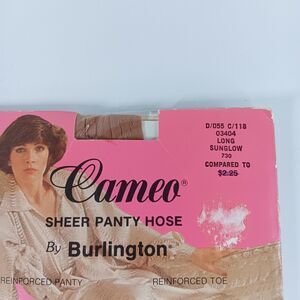 D/055 C/118
03404
LONG
SUNGLOW
730
COMPARED TO
$2.25
Cameo®
SHEER PANTY HOSE
By Burlington®
REINFORCED PANTY
REINFORCED TOE